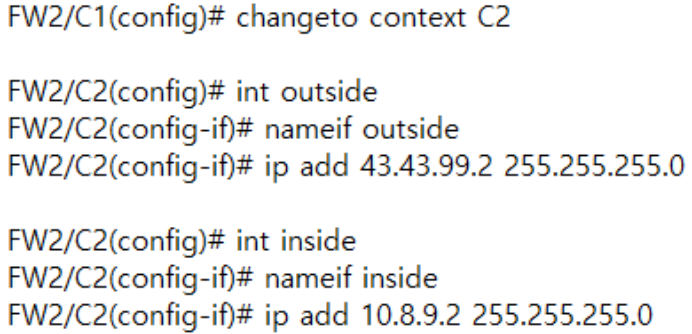 FW2/C1(config)# changeto context C2
FW2/C2(config)# int outside
FW2/C2(config-if)# nameif outside
FW2/C2(config-if)# ip add 43.43.99.2 255.255.255.0
FW2/C2(config)# int inside
FW2/C2(config-if)# nameif inside
FW2/C2(config-if)# ip add 10.8.9.2 255.255.255.0